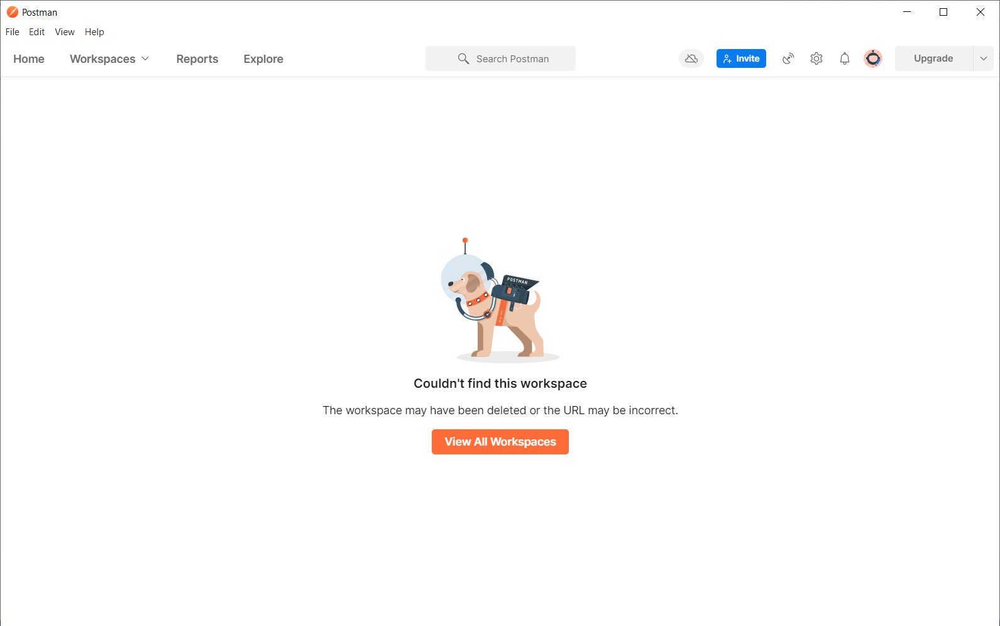 Postman
File Edit View Help
Home Workspaces Reports Explore Search Postman Invite Upgrade
POSTMAN
Couldn't find this workspace
The workspace may have been deleted or the URL may be incorrect.
View All Workspaces